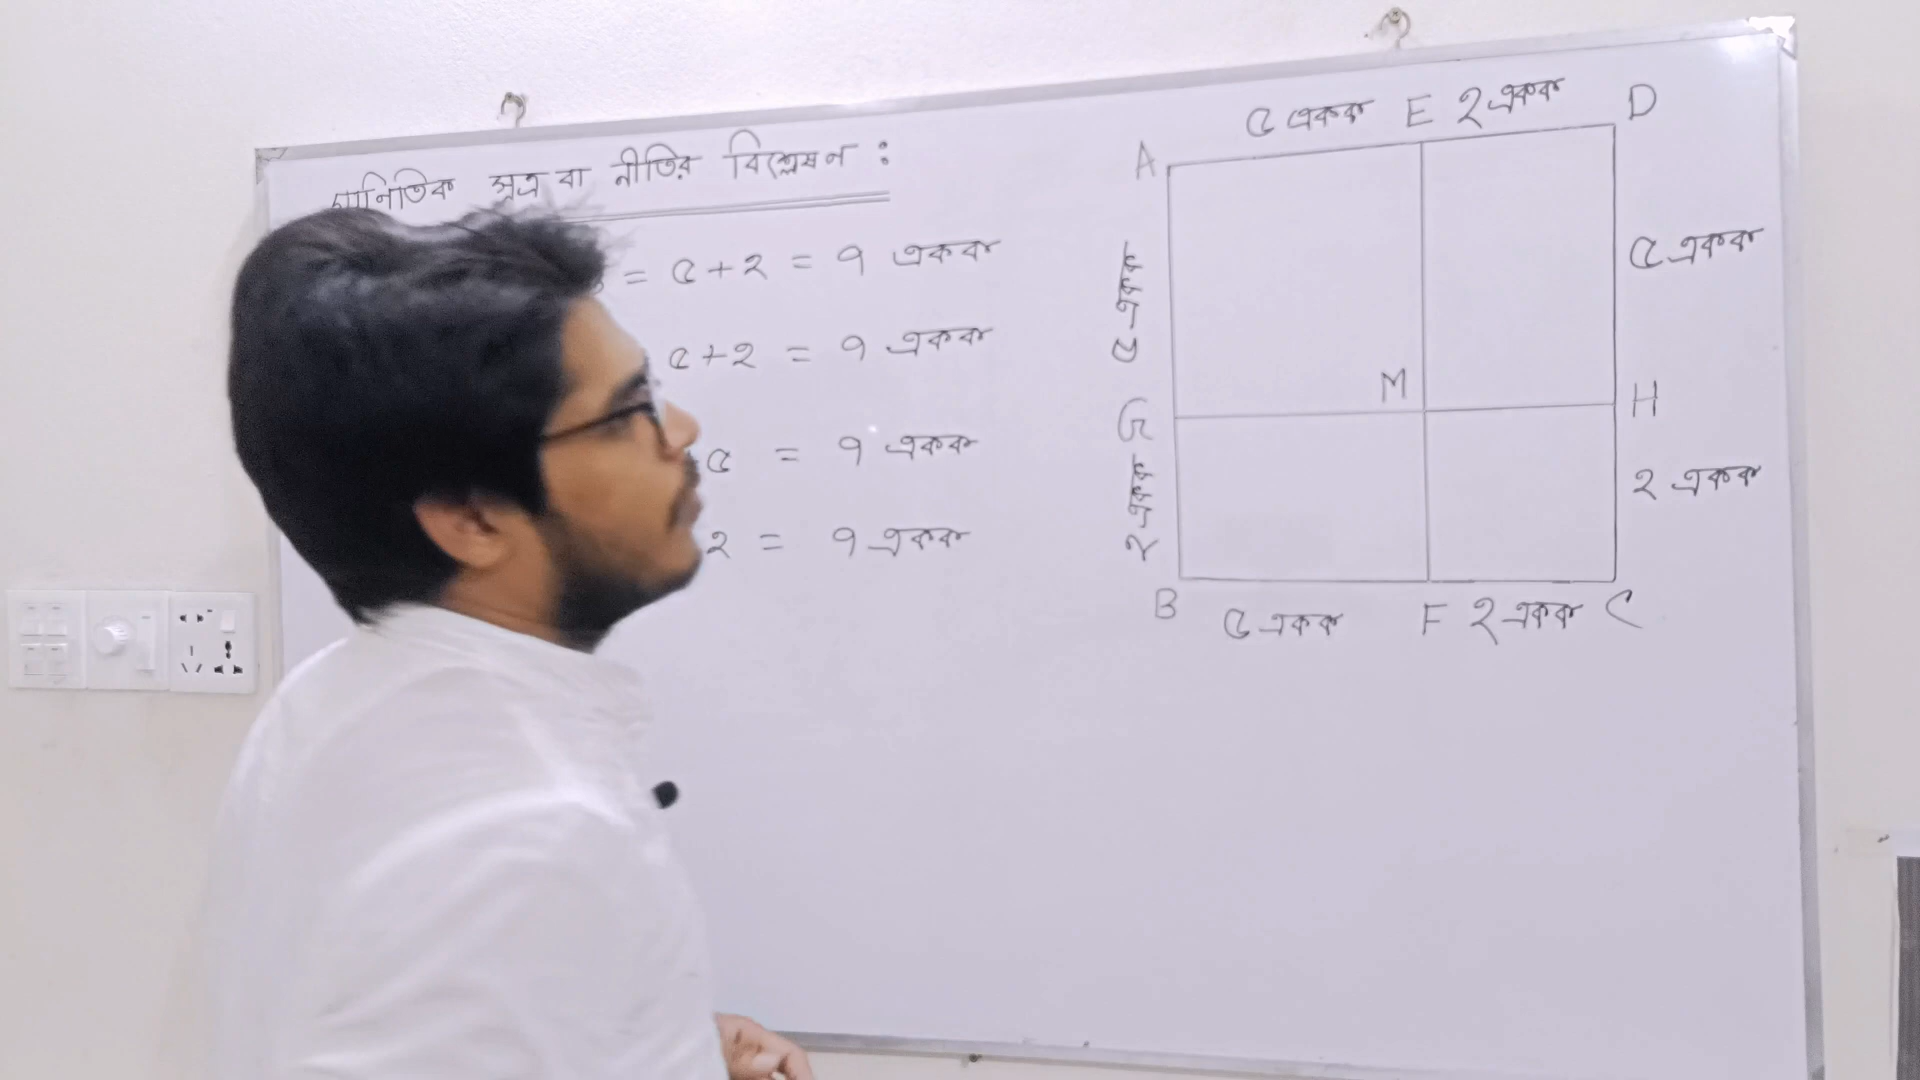 গানিতিক সূত্র বা নীতির বিশ্লেষন :
= ৫+২ = ৭ একক
৫+২ = ৭ একক
৫ = ৭ একক
২ = ৭ একক
A ৫ একক E ২ একক D
৫ একক
৫ একক
G M H
২ একক
২ একক
B ৫ একক F ২ একক C